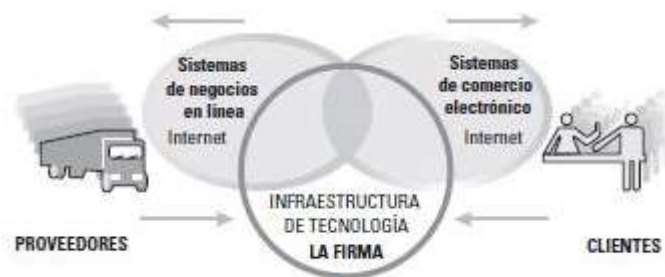 Sistemas
de negocios
en línea
Internet
Sistemas
de comercio
electrónico
Internet
INFRAESTRUCTURA
DE TECNOLOGÍA
LA FIRMA
PROVEEDORES
CLIENTES